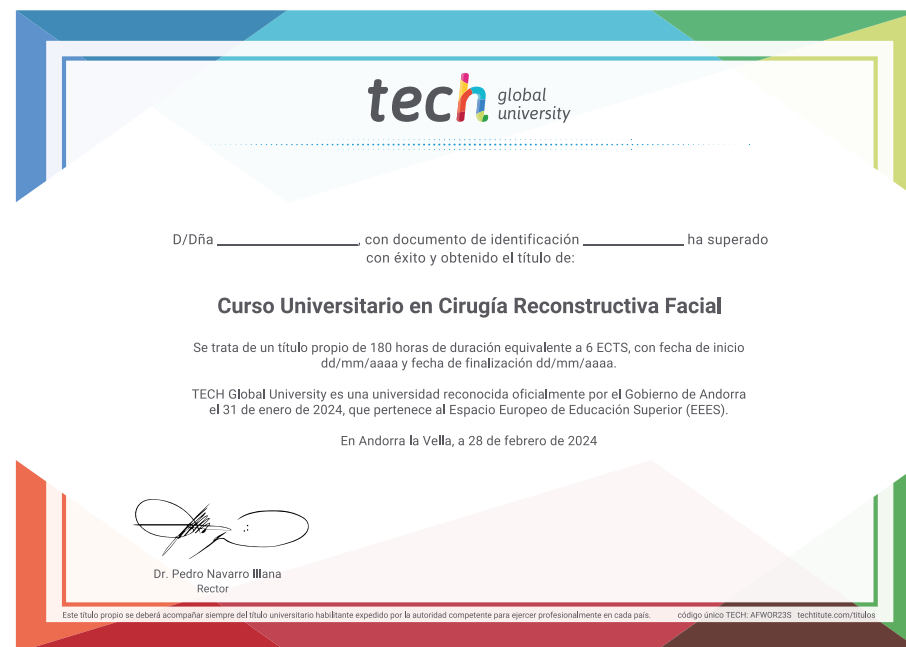 tech global university
D/Dña ____________________, con documento de identificación ______________ ha superado
con éxito y obtenido el título de:
Curso Universitario en Cirugía Reconstructiva Facial
Se trata de un título propio de 180 horas de duración equivalente a 6 ECTS, con fecha de inicio
dd/mm/aaaa y fecha de finalización dd/mm/aaaa.
TECH Global University es una universidad reconocida oficialmente por el Gobierno de Andorra
el 31 de enero de 2024, que pertenece al Espacio Europeo de Educación Superior (EEES).
En Andorra la Vella, a 28 de febrero de 2024
Dr. Pedro Navarro Illana
Rector
Este título propio se deberá acompañar siempre del título universitario habilitante expedido por la autoridad competente para ejercer profesionalmente en cada país. código único TECH: AFWOR23S techtitute.com/titulos